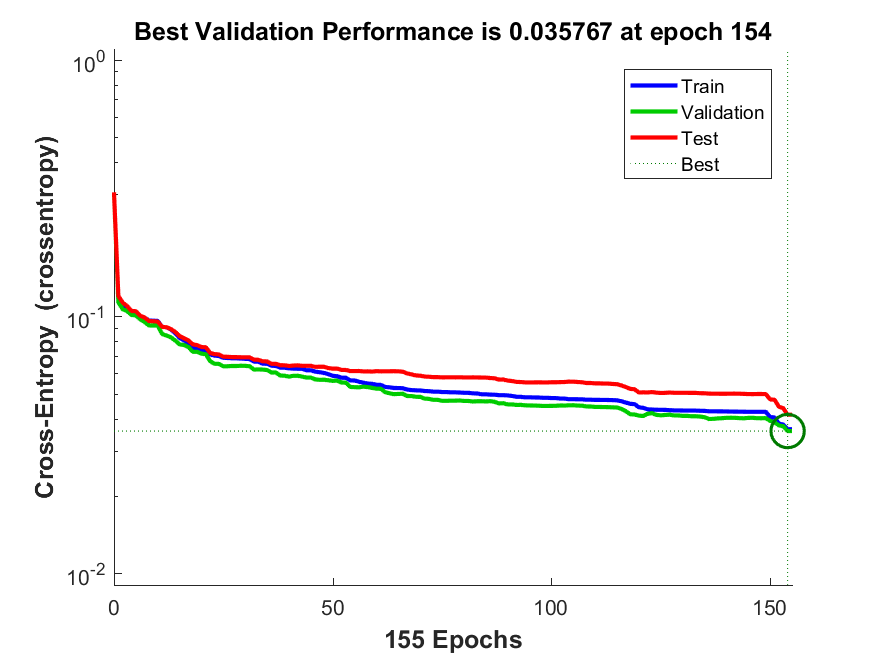 Best Validation Performance is 0.035767 at epoch 154
10^0
10^-1
10^-2
Cross-Entropy (crossentropy)
Train
Validation
Test
Best
0
50
100
150
155 Epochs